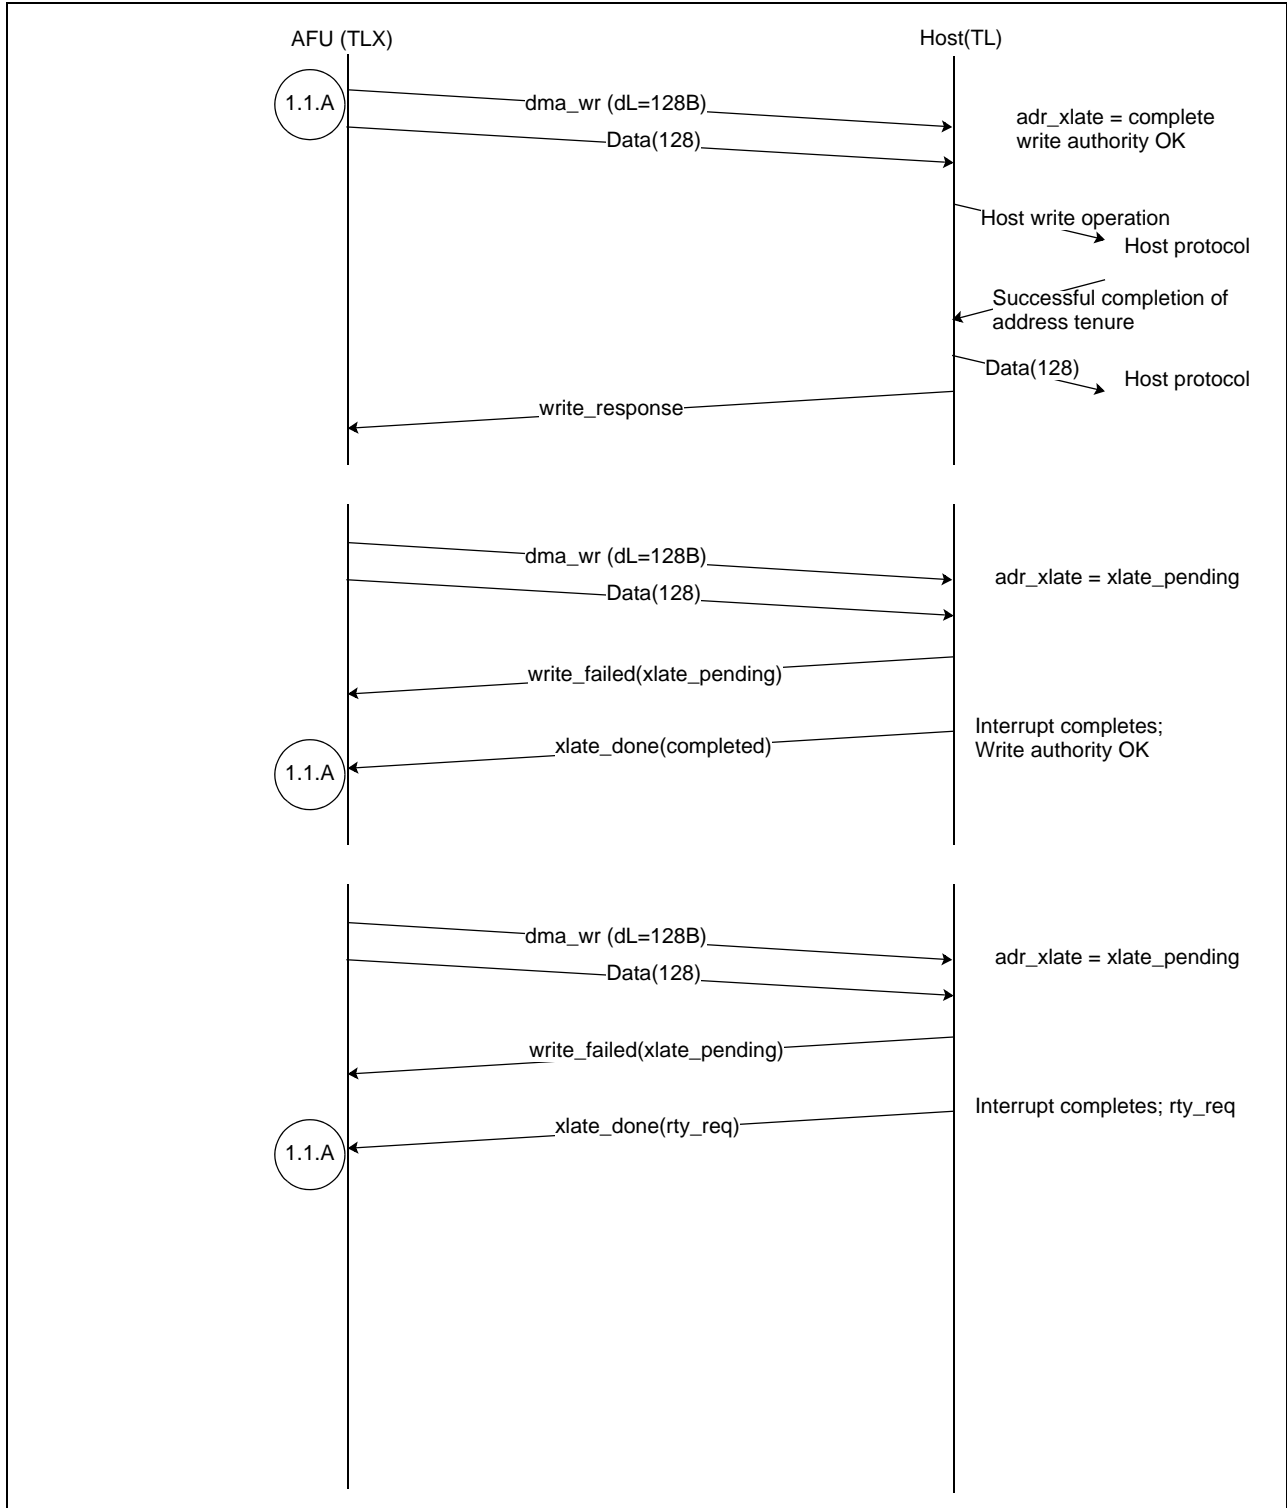 AFU (TLX)
Host(TL)
1.1.A
dma_wr (dL=128B)
adr_xlate = complete
write authority OK
Data(128)
Host write operation
Host protocol
Successful completion of
address tenure
Data(128)
Host protocol
write_response
dma_wr (dL=128B)
adr_xlate = xlate_pending
Data(128)
write_failed(xlate_pending)
Interrupt completes;
Write authority OK
xlate_done(completed)
1.1.A
dma_wr (dL=128B)
adr_xlate = xlate_pending
Data(128)
write_failed(xlate_pending)
Interrupt completes; rty_req
xlate_done(rty_req)
1.1.A